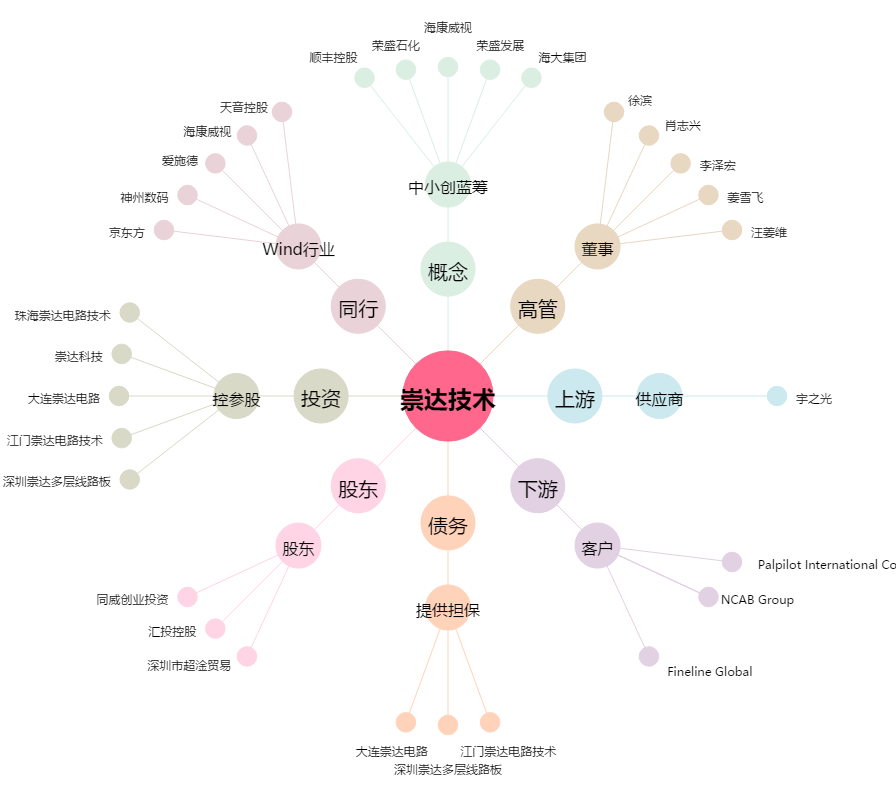 海康威视
荣盛石化
荣盛发展
顺丰控股
海大集团
天音控股
徐滨
海康威视
肖志兴
爱施德
李泽宏
中小创蓝筹
神州数码
姜雪飞
京东方
汪姜维
Wind行业
董事
概念
同行
高管
珠海崇达电路技术
崇达科技
大连崇达电路
控参股
投资
崇达技术
上游
供应商
宇之光
江门崇达电路技术
深圳崇达多层线路板
股东
下游
债务
股东
客户
Palpilot International Co
同威创业投资
NCAB Group
提供担保
汇投控股
深圳市超淦贸易
Fineline Global
大连崇达电路
江门崇达电路技术
深圳崇达多层线路板